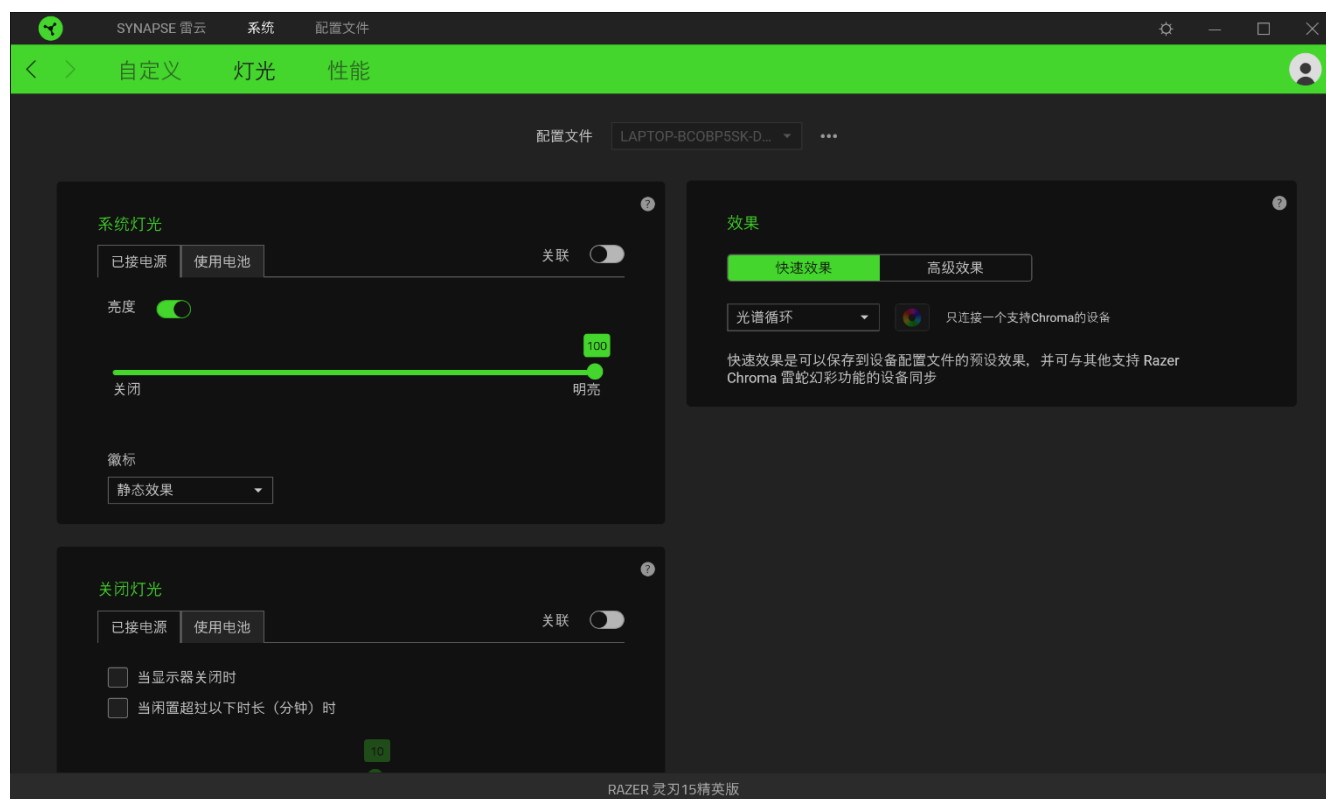 SYNAPSE 雷云 系统 配置文件
自定义 灯光 性能
配置文件 LAPTOP-BCOBP5SK-D... •••
系统灯光
已接电源 使用电池 关联
亮度
100
关闭 明亮
徽标
静态效果
关闭灯光
已接电源 使用电池 关联
当显示器关闭时
当闲置超过以下时长（分钟）时
10
效果
快速效果 高级效果
光谱循环 只连接一个支持Chroma的设备
快速效果是可以保存到设备配置文件的预设效果，并可与其他支持 Razer
Chroma 雷蛇幻彩功能的设备同步
RAZER 灵刃15精英版